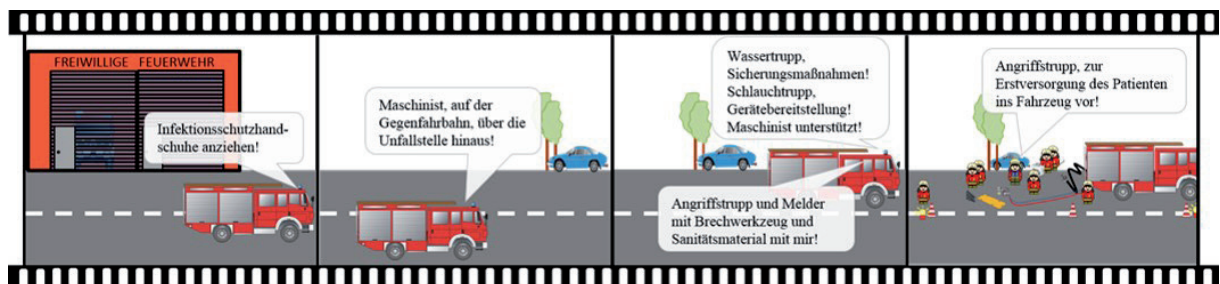 FREIWILLIGE FEUERWEHR
Infektionsschutzhand-
schuhe anziehen!
Maschinist, auf der
Gegenfahrbahn, über die
Unfallstelle hinaus!
Wassertrupp,
Sicherungsmaßnahmen!
Schlauchtrupp,
Gerätebereitstellung!
Maschinist unterstützt!
Angriffstrupp und Melder
mit Brechwerkzeug und
Sanitätsmaterial mit mir!
Angriffstrupp, zur
Erstversorgung des Patienten
ins Fahrzeug vor!